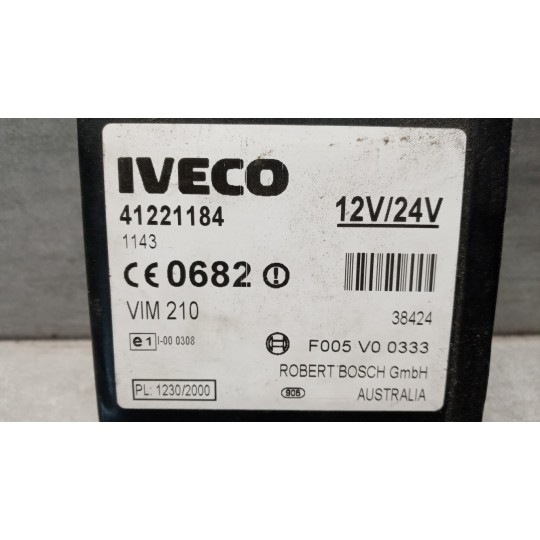 IVECO
41221184
12V/24V
1143
CE 0682
VIM 210
38424
e1 I-00 0308
F005 V0 0333
ROBERT BOSCH GmbH
PL: 1230/2000
905
AUSTRALIA